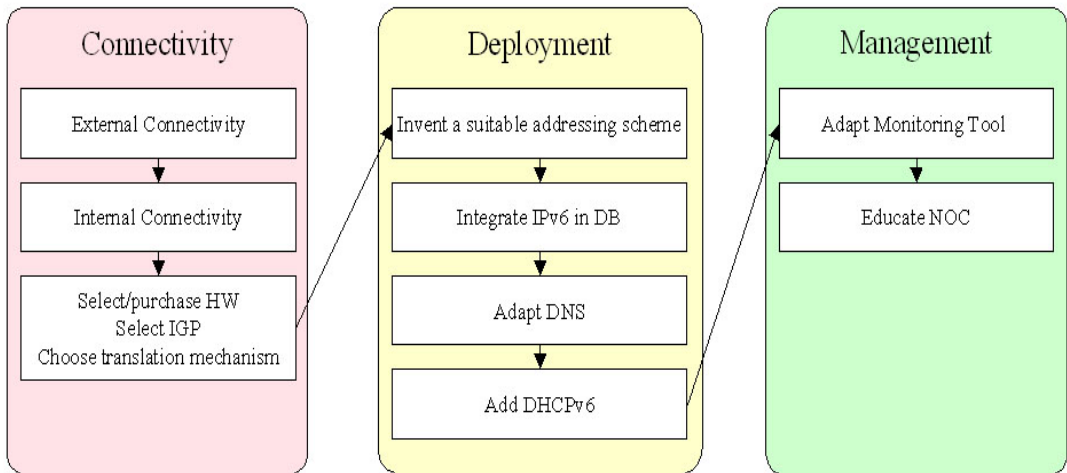 Connectivity
External Connectivity
Internal Connectivity
Select/purchase HW
Select IGP
Choose translation mechanism
Deployment
Invent a suitable addressing scheme
Integrate IPv6 in DB
Adapt DNS
Add DHCPv6
Management
Adapt Monitoring Tool
Educate NOC